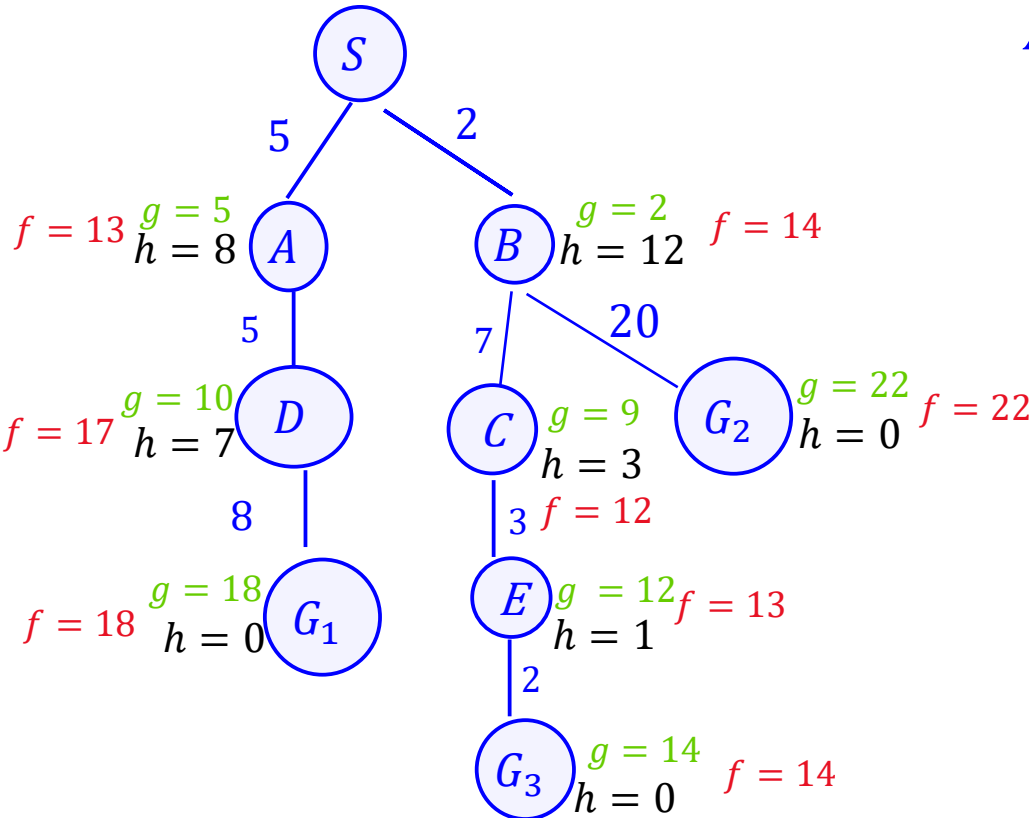 S
5
2
f = 13
g = 5
h = 8
A
B
g = 2
h = 12
f = 14
5
7
20
f = 17
g = 10
h = 7
D
C
g = 9
h = 3
f = 12
G₂
g = 22
h = 0
f = 22
8
3
f = 18
g = 18
h = 0
G₁
E
g = 12
h = 1
f = 13
2
G₃
g = 14
h = 0
f = 14